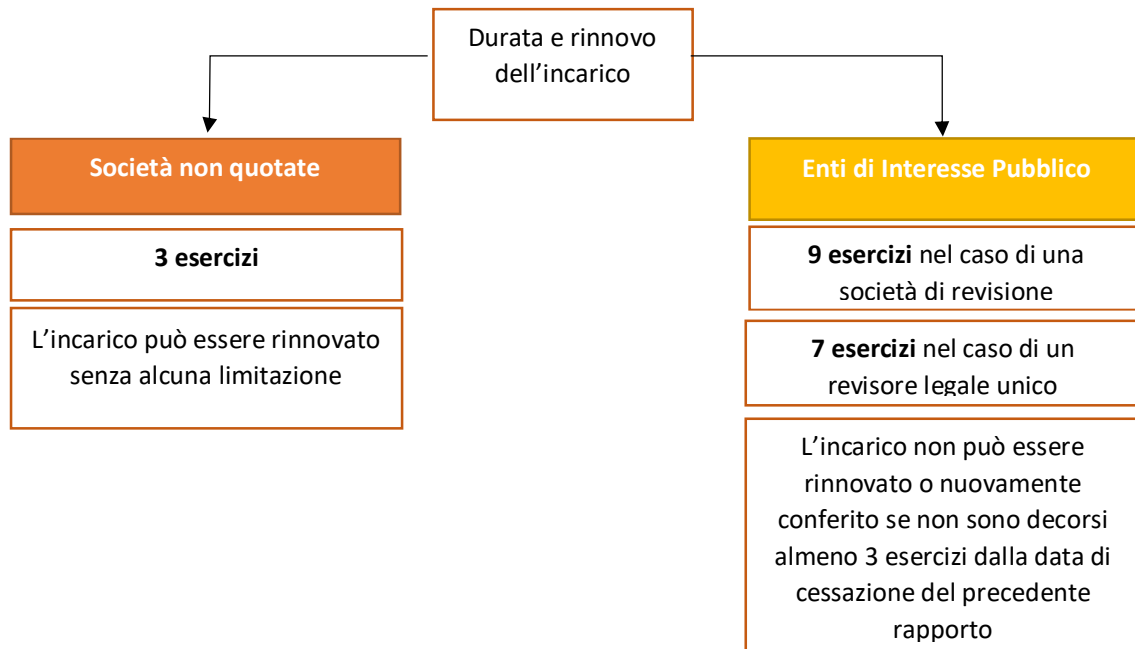 Durata e rinnovo
dell’incarico
Società non quotate
3 esercizi
L’incarico può essere rinnovato
senza alcuna limitazione
Enti di Interesse Pubblico
9 esercizi nel caso di una
società di revisione
7 esercizi nel caso di un
revisore legale unico
L’incarico non può essere
rinnovato o nuovamente
conferito se non sono decorsi
almeno 3 esercizi dalla data di
cessazione del precedente
rapporto